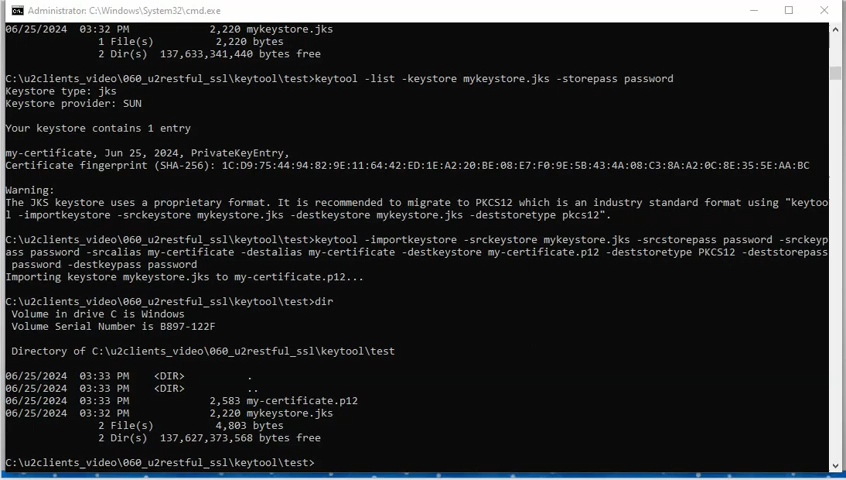 Administrator: C:\Windows\System32\cmd.exe
06/25/2024  03:32 PM             2,220 mykeystore.jks
               1 File(s)          2,220 bytes
               2 Dir(s)  137,633,341,440 bytes free

C:\u2clients_video\060_u2restful_ssl\keytool\test>keytool -list -keystore mykeystore.jks -storepass password
Keystore type: jks
Keystore provider: SUN

Your keystore contains 1 entry

my-certificate, Jun 25, 2024, PrivateKeyEntry,
Certificate fingerprint (SHA-256): 1C:D9:75:44:94:82:9E:11:64:42:ED:1E:A2:20:BE:08:E7:F0:9E:5B:43:4A:08:C3:8A:A2:0C:8E:35:5E:AA:BC

Warning:
The JKS keystore uses a proprietary format. It is recommended to migrate to PKCS12 which is an industry standard format using "keytoo
l -importkeystore -srckeystore mykeystore.jks -destkeystore mykeystore.jks -deststoretype pkcs12".

C:\u2clients_video\060_u2restful_ssl\keytool\test>keytool -importkeystore -srckeystore mykeystore.jks -srcstorepass password -srckeyp
ass password -srcalias my-certificate -destalias my-certificate -destkeystore my-certificate.p12 -deststoretype PKCS12 -deststorepass
 password -destkeypass password
Importing keystore mykeystore.jks to my-certificate.p12...

C:\u2clients_video\060_u2restful_ssl\keytool\test>dir
 Volume in drive C is Windows
 Volume Serial Number is B897-122F

 Directory of C:\u2clients_video\060_u2restful_ssl\keytool\test

06/25/2024  03:33 PM    <DIR>          .
06/25/2024  03:33 PM    <DIR>          ..
06/25/2024  03:33 PM             2,583 my-certificate.p12
06/25/2024  03:32 PM             2,220 mykeystore.jks
               2 File(s)          4,803 bytes
               2 Dir(s)  137,627,373,568 bytes free

C:\u2clients_video\060_u2restful_ssl\keytool\test>